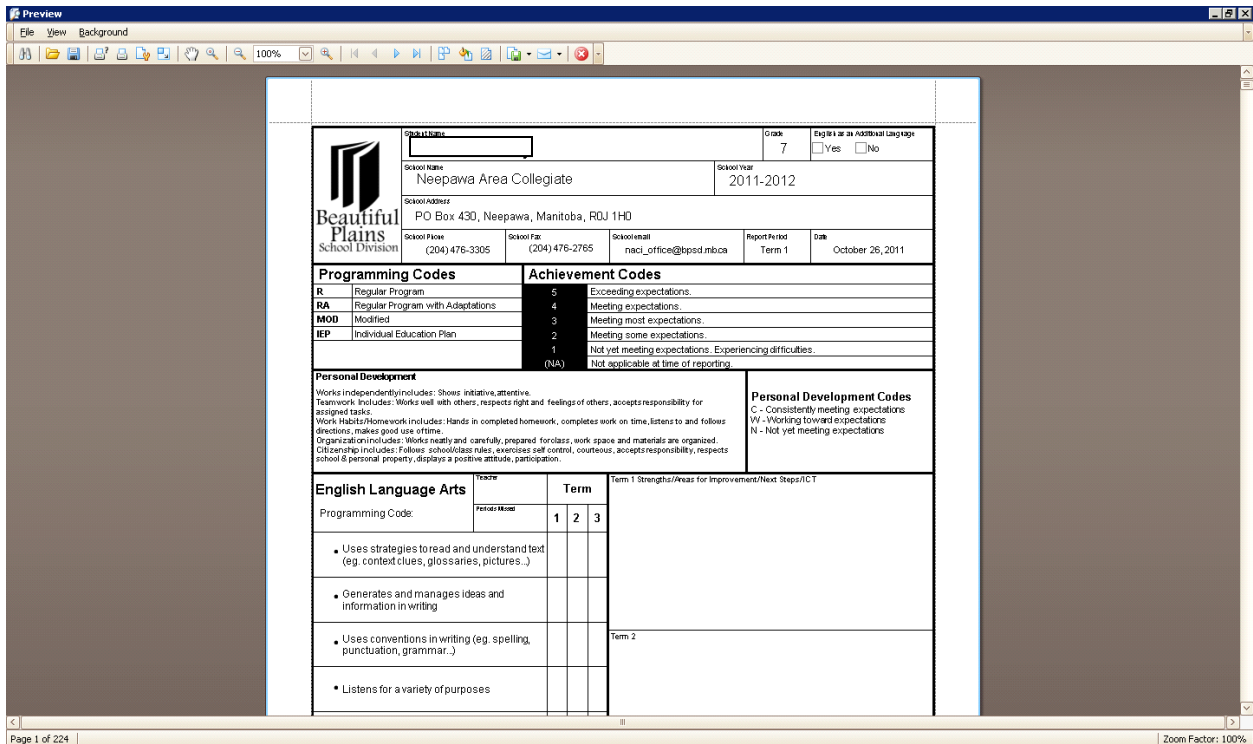 Preview
File View Background
100%
Student Name
Grade
7
English as an Additional Language
Yes No
Beautiful
Plains
School Division
School Name
Neepawa Area Collegiate
School Year
2011-2012
School Address
PO Box 430, Neepawa, Manitoba, R0J 1H0
School Phone
(204) 476-3305
School Fax
(204) 476-2765
School email
naci_office@bpsd.mb.ca
Report Period
Term 1
Date
October 26, 2011
Programming Codes
R Regular Program
RA Regular Program with Adaptations
MOD Modified
IEP Individual Education Plan
Achievement Codes
5 Exceeding expectations.
4 Meeting expectations.
3 Meeting most expectations.
2 Meeting some expectations.
1 Not yet meeting expectations. Experiencing difficulties.
(NA) Not applicable at time of reporting.
Personal Development
Works independently includes: Shows initiative, attentive.
Teamwork Includes: Works well with others, respects right and feelings of others, accepts responsibility for
assigned tasks.
Work Habits/Homework includes: Hands in completed homework, completes work on time, listens to and follows
directions, makes good use of time.
Organization includes: Works neatly and carefully, prepared for class, work space and materials are organized.
Citizenship includes: Follows school/class rules, exercises self control, courteous, accepts responsibility, respects
school & personal property, displays a positive attitude, participation.
Personal Development Codes
C - Consistently meeting expectations
W - Working toward expectations
N - Not yet meeting expectations
English Language Arts
Programming Code:
Teacher
Periods Missed
Term
1 2 3
Term 1 Strengths/Areas for Improvement/Next Steps/ICT
• Uses strategies to read and understand text
(eg. context clues, glossaries, pictures...)
• Generates and manages ideas and
information in writing
• Uses conventions in writing (eg. spelling,
punctuation, grammar...)
• Listens for a variety of purposes
Term 2
Page 1 of 224
Zoom Factor: 100%